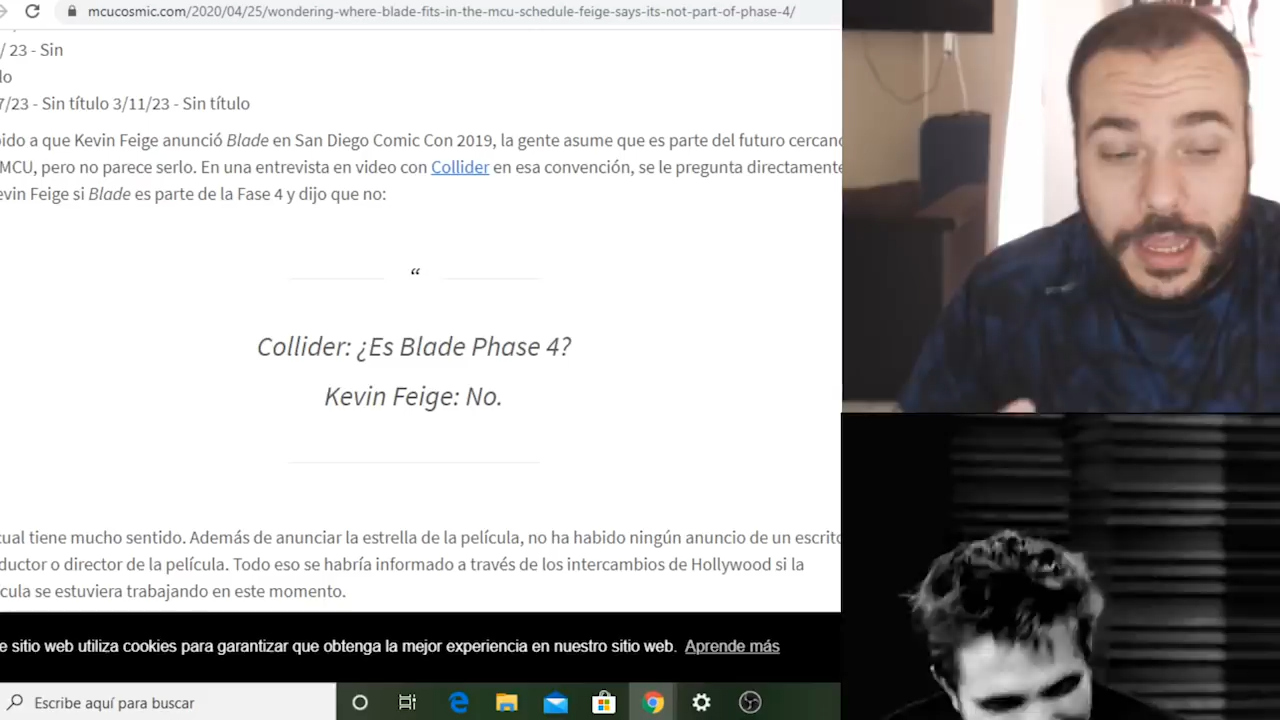 mcucosmic.com/2020/04/25/wondering-where-blade-fits-in-the-mcu-schedule-feige-says-its-not-part-of-phase-4/
/ 23 - Sin
lo
7/23 - Sin título 3/11/23 - Sin título
ido a que Kevin Feige anunció Blade en San Diego Comic Con 2019, la gente asume que es parte del futuro cercano
MCU, pero no parece serlo. En una entrevista en video con Collider en esa convención, se le pregunta directamente
evin Feige si Blade es parte de la Fase 4 y dijo que no:
“
Collider: ¿Es Blade Phase 4?
Kevin Feige: No.
cual tiene mucho sentido. Además de anunciar la estrella de la película, no ha habido ningún anuncio de un escrito
ductor o director de la película. Todo eso se habría informado a través de los intercambios de Hollywood si la
cula se estuviera trabajando en este momento.
e sitio web utiliza cookies para garantizar que obtenga la mejor experiencia en nuestro sitio web. Aprende más
Escribe aquí para buscar